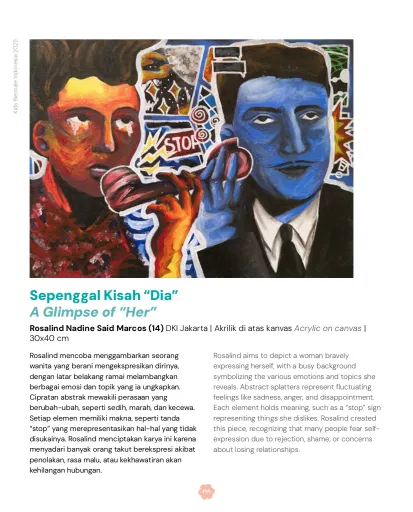 Kids Biennale Indonesia 2025
STOP
Sepenggal Kisah “Dia”
A Glimpse of “Her”
Rosalind Nadine Said Marcos (14) DKI Jakarta | Akrilik di atas kanvas Acrylic on canvas |
30x40 cm
Rosalind mencoba menggambarkan seorang
wanita yang berani mengekspresikan dirinya,
dengan latar belakang ramai melambangkan
berbagai emosi dan topik yang ia ungkapkan.
Cipratan abstrak mewakili perasaan yang
berubah-ubah, seperti sedih, marah, dan kecewa.
Setiap elemen memiliki makna, seperti tanda
“stop” yang merepresentasikan hal-hal yang tidak
disukainya. Rosalind menciptakan karya ini karena
menyadari banyak orang takut berekspresi akibat
penolakan, rasa malu, atau kekhawatiran akan
kehilangan hubungan.
Rosalind aims to depict a woman bravely
expressing herself, with a busy background
symbolizing the various emotions and topics she
reveals. Abstract splatters represent fluctuating
feelings like sadness, anger, and disappointment.
Each element holds meaning, such as a “stop” sign
representing things she dislikes. Rosalind created
this piece, recognizing that many people fear self-
expression due to rejection, shame, or concerns
about losing relationships.